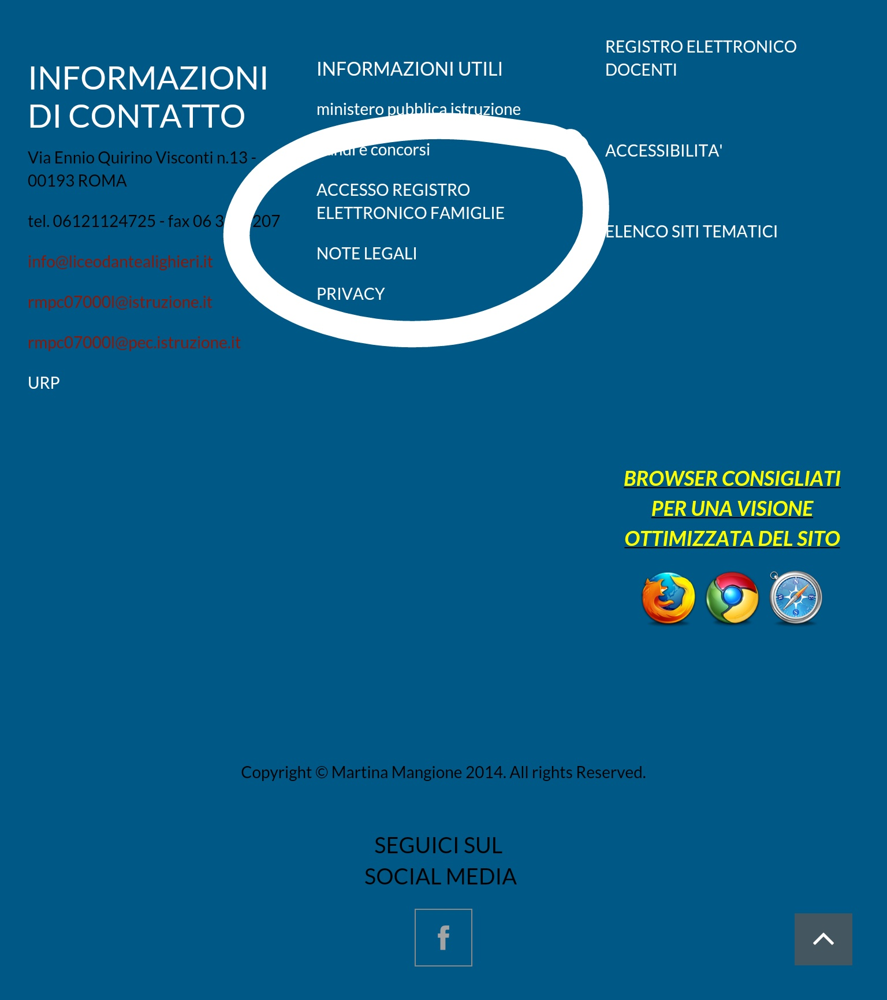 INFORMAZIONI
DI CONTATTO
Via Ennio Quirino Visconti n.13 -
00193 ROMA
tel. 06121124725 - fax 06 3 207
info@liceodantealighieri.it
rmpc07000l@istruzione.it
rmpc07000l@pec.istruzione.it
URP
INFORMAZIONI UTILI
ministero pubblica istruzione
e concorsi
ACCESSO REGISTRO
ELETTRONICO FAMIGLIE
NOTE LEGALI
PRIVACY
REGISTRO ELETTRONICO
DOCENTI
ACCESSIBILITA'
ELENCO SITI TEMATICI
BROWSER CONSIGLIATI
PER UNA VISIONE
OTTIMIZZATA DEL SITO
Copyright © Martina Mangione 2014. All rights Reserved.
SEGUICI SUL
SOCIAL MEDIA